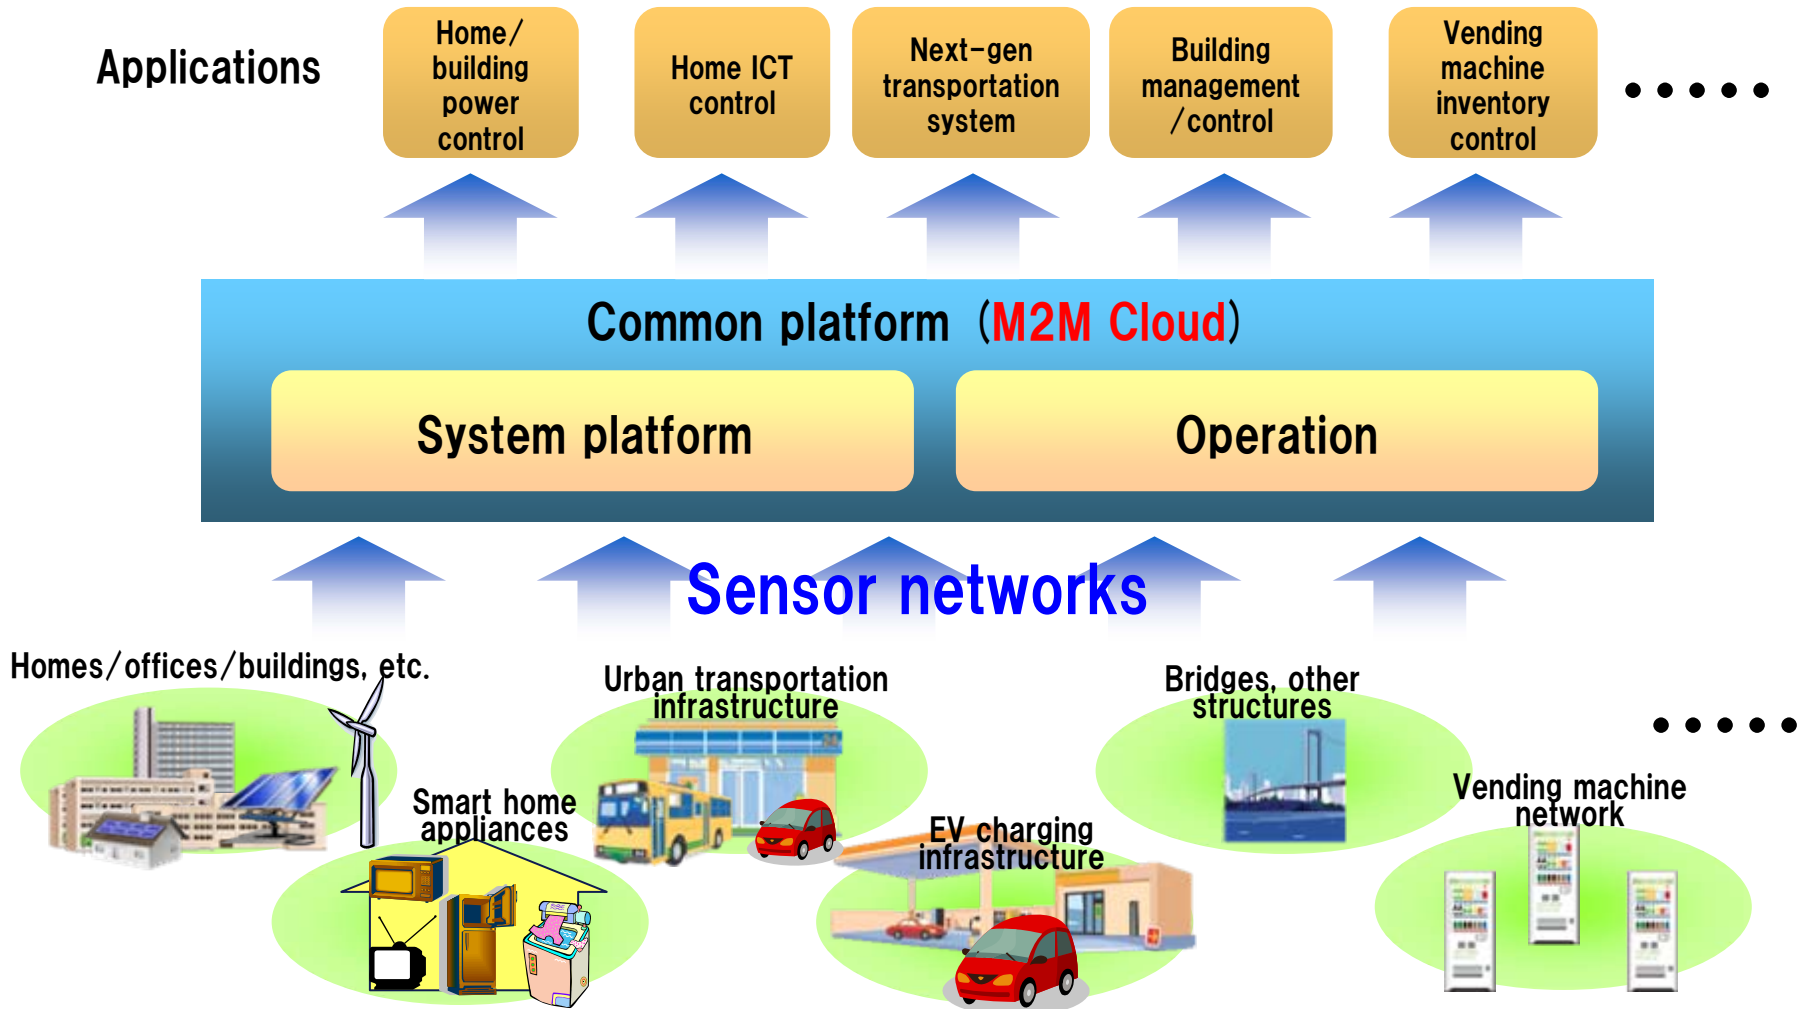 Applications
Home/
building
power
control
Home ICT
control
Next-gen
transportation
system
Building
management
/control
Vending
machine
inventory
control
Common platform (M2M Cloud)
System platform
Operation
Sensor networks
Homes/offices/buildings, etc.
Urban transportation
infrastructure
Bridges, other
structures
Smart home
appliances
EV charging
infrastructure
Vending machine
network